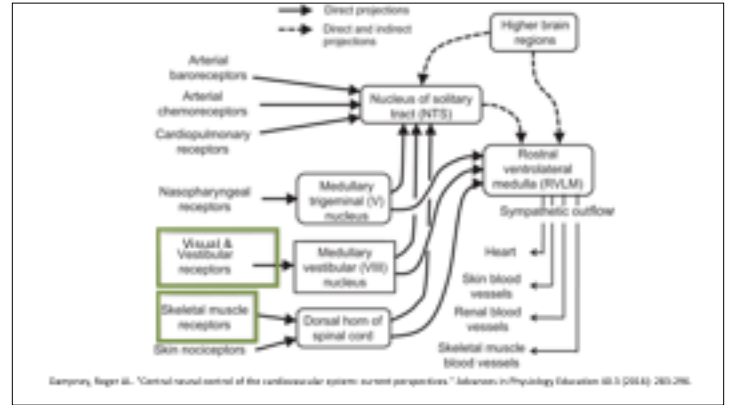 Direct projections
Direct and indirect
projections
Higher brain
regions
Arterial
baroreceptors
Arterial
chemoreceptors
Cardiopulmonary
receptors
Nucleus of solitary
tract (NTS)
Rostral
ventrolateral
medulla (RVLM)
Nasopharyngeal
receptors
Medullary
trigeminal (V)
nucleus
Sympathetic outflow
Visual &
Vestibular
receptors
Medullary
vestibular (VIII)
nucleus
Heart
Skin blood
vessels
Skeletal muscle
receptors
Dorsal horn of
spinal cord
Renal blood
vessels
Skin nociceptors
Skeletal muscle
blood vessels
Dampney, Roger AL. "Central neural control of the cardiovascular system: current perspectives." Advances in Physiology Education 40.3 (2016): 283-296.